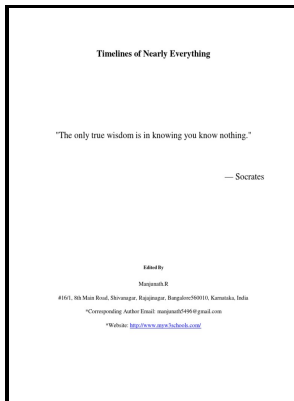 Timelines of Nearly Everything
"The only true wisdom is in knowing you know nothing."
― Socrates
Edited By
Manjunath.R
#16/1, 8th Main Road, Shivanagar, Rajajinagar, Bangalore560010, Karnataka, India
*Corresponding Author Email: manjunath5496@gmail.com
*Website: http://www.myw3schools.com/